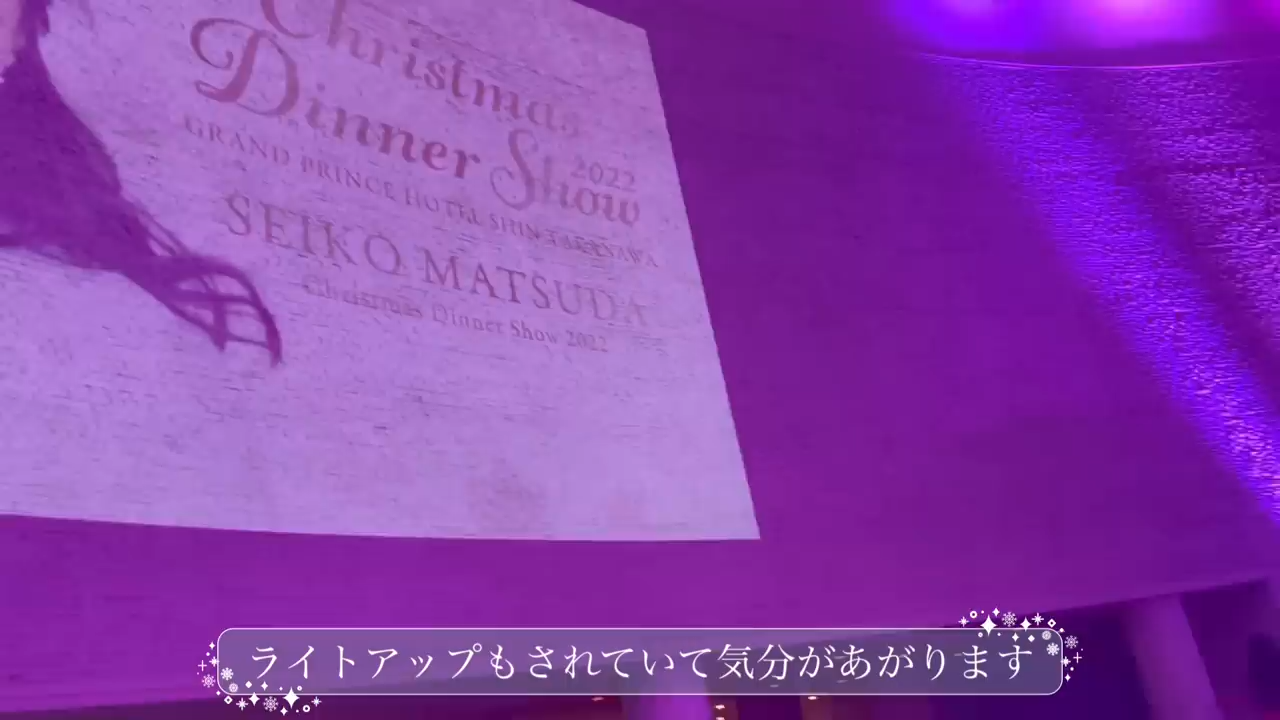 Christmas
Dinner Show 2022
GRAND PRINCE HOTEL SHIN TAKANAWA
SEIKO MATSUDA
Christmas Dinner Show 2022
ライトアップもされていて気分があがります